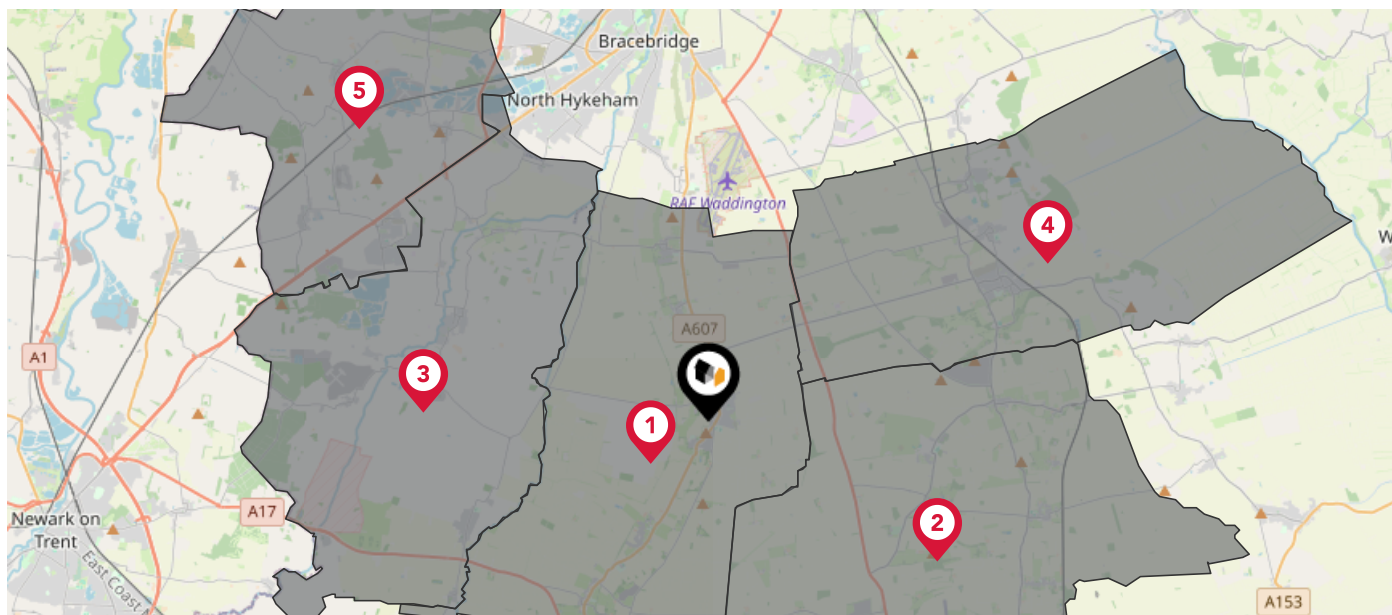 Bracebridge
5
North Hykeham
RAF Waddington
4
W
A607
A1
3
1
A17
Newark on
Trent
2
East Coast M
A153